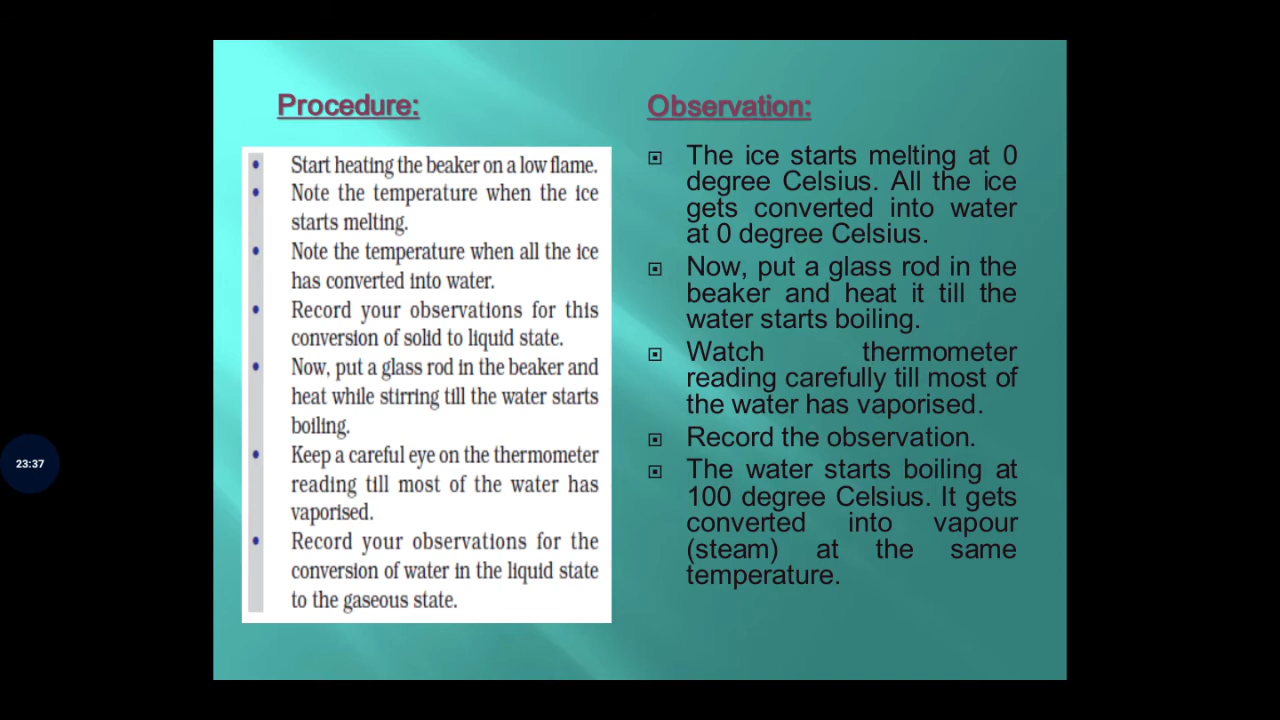 Procedure:
• Start heating the beaker on a low flame.
• Note the temperature when the ice
starts melting.
• Note the temperature when all the ice
has converted into water.
• Record your observations for this
conversion of solid to liquid state.
• Now, put a glass rod in the beaker and
heat while stirring till the water starts
boiling.
• Keep a careful eye on the thermometer
reading till most of the water has
vaporised.
• Record your observations for the
conversion of water in the liquid state
to the gaseous state.
Observation:
The ice starts melting at 0
degree Celsius. All the ice
gets converted into water
at 0 degree Celsius.
Now, put a glass rod in the
beaker and heat it till the
water starts boiling.
Watch thermometer
reading carefully till most of
the water has vaporised.
Record the observation.
The water starts boiling at
100 degree Celsius. It gets
converted into vapour
(steam) at the same
temperature.
23:37